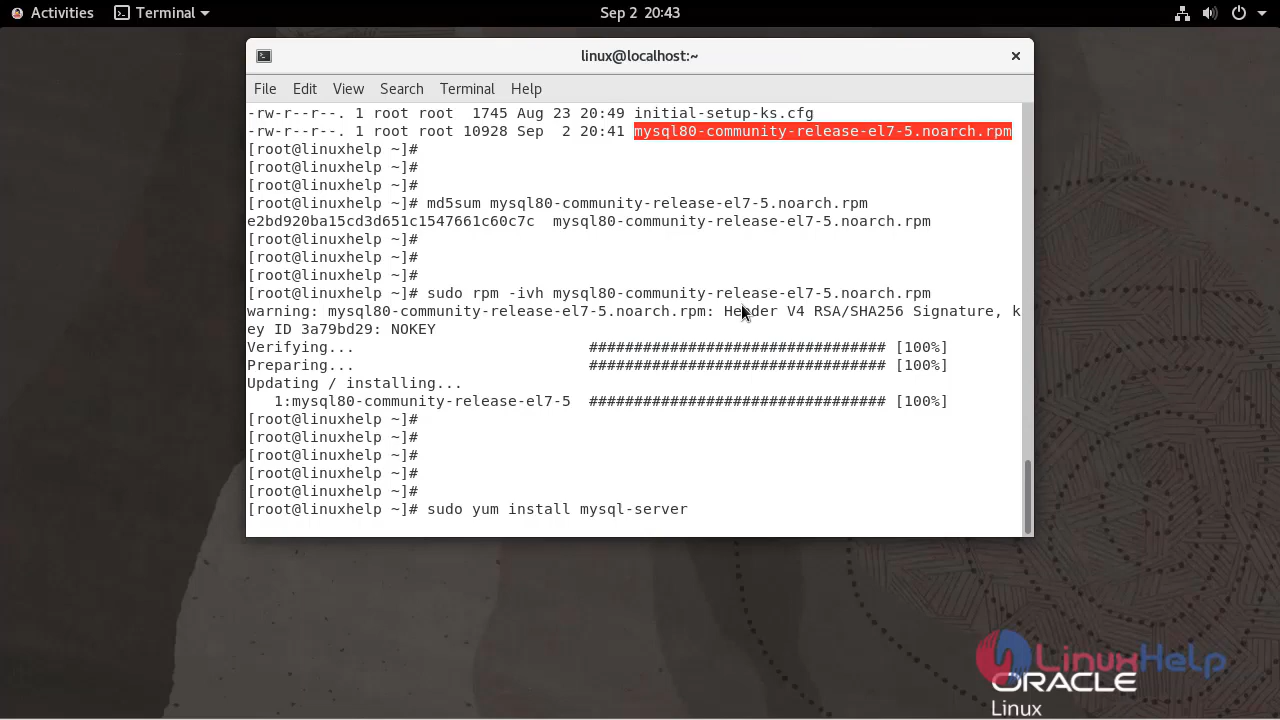 Activities Terminal Sep 2 20:43
linux@localhost:~
File Edit View Search Terminal Help
-rw-r--r--. 1 root root  1745 Aug 23 20:49 initial-setup-ks.cfg
-rw-r--r--. 1 root root 10928 Sep  2 20:41 mysql80-community-release-el7-5.noarch.rpm
[root@linuxhelp ~]#
[root@linuxhelp ~]#
[root@linuxhelp ~]#
[root@linuxhelp ~]# md5sum mysql80-community-release-el7-5.noarch.rpm
e2bd920ba15cd3d651c1547661c60c7c  mysql80-community-release-el7-5.noarch.rpm
[root@linuxhelp ~]#
[root@linuxhelp ~]#
[root@linuxhelp ~]#
[root@linuxhelp ~]# sudo rpm -ivh mysql80-community-release-el7-5.noarch.rpm
warning: mysql80-community-release-el7-5.noarch.rpm: Header V4 RSA/SHA256 Signature, k
ey ID 3a79bd29: NOKEY
Verifying...                          ################################# [100%]
Preparing...                          ################################# [100%]
Updating / installing...
   1:mysql80-community-release-el7-5  ################################# [100%]
[root@linuxhelp ~]#
[root@linuxhelp ~]#
[root@linuxhelp ~]#
[root@linuxhelp ~]#
[root@linuxhelp ~]#
[root@linuxhelp ~]# sudo yum install mysql-server
LinuxHelp
ORACLE
Linux